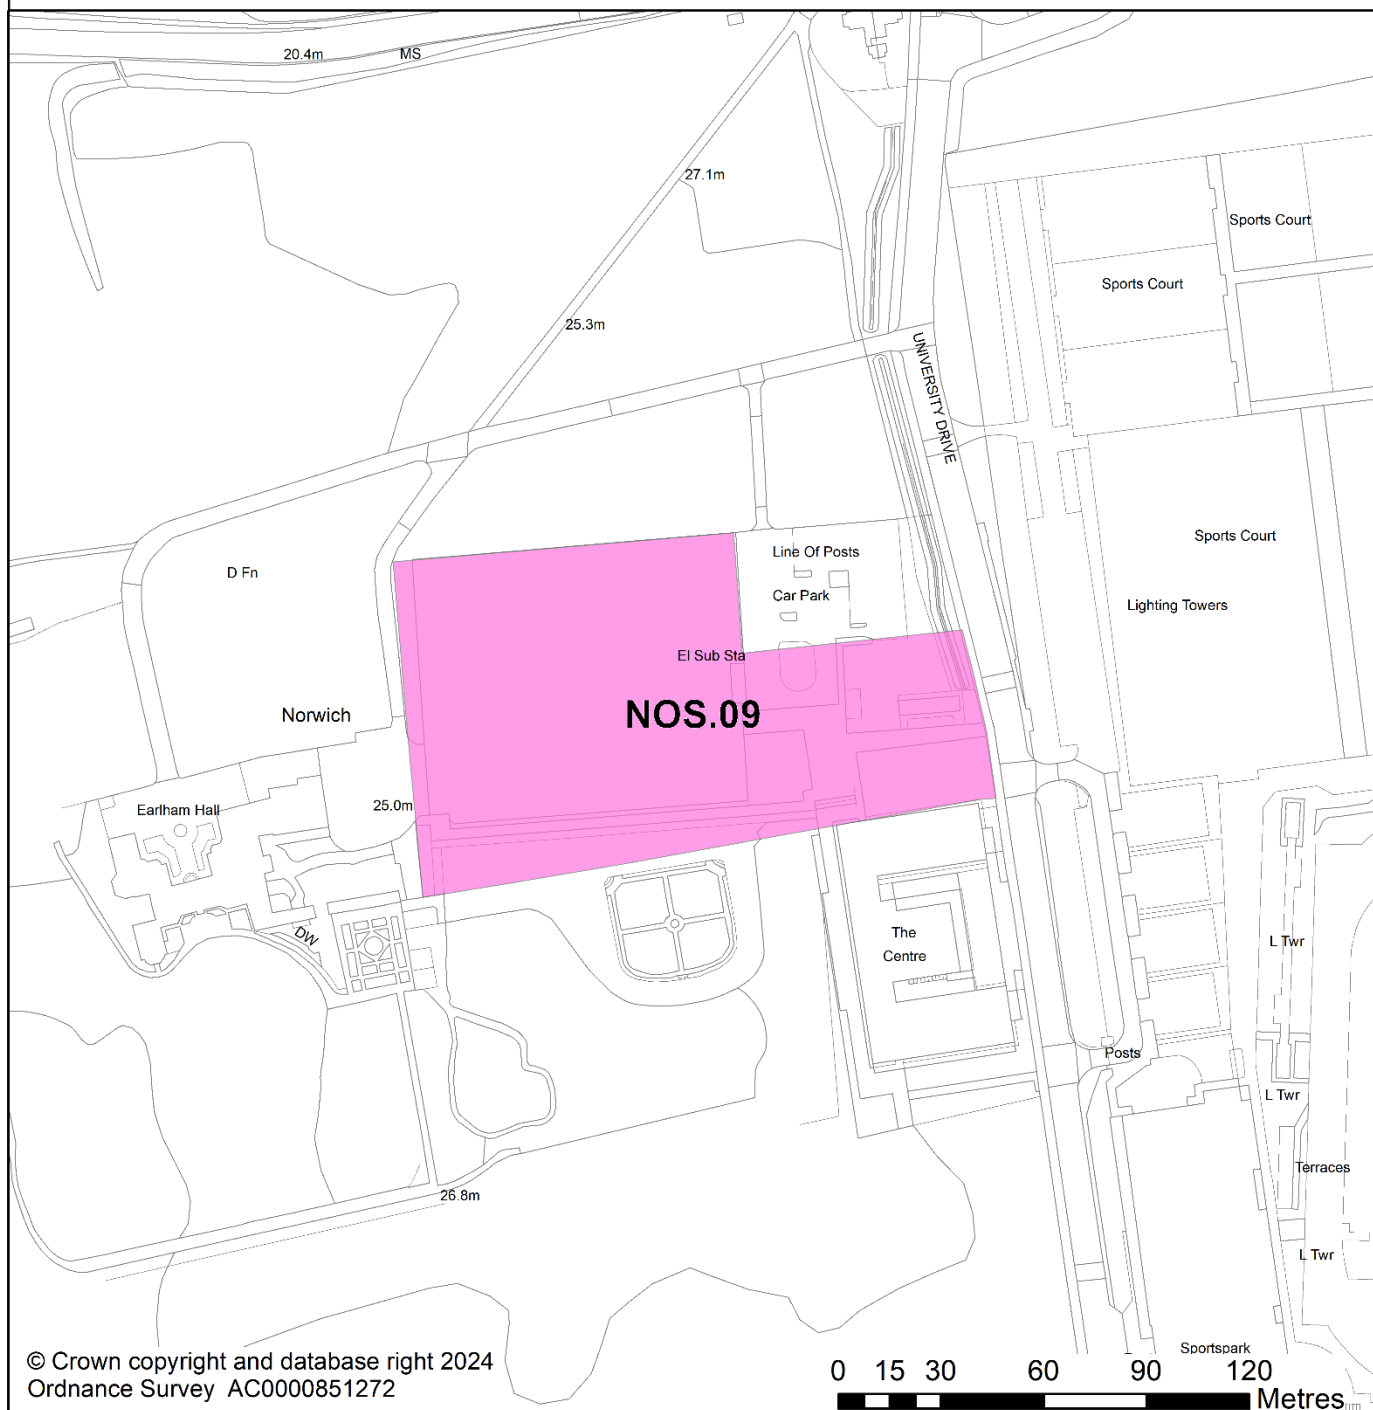 20.4m
MS
27.1m
Sports Court
Sports Court
25.3m
UNIVERSITY DRIVE
Sports Court
Line Of Posts
D Fn
Car Park
Lighting Towers
El Sub Sta
NOS.09
Norwich
25.0m
Earlham Hall
DW
The
Centre
L Twr
Posts
L Twr
Terraces
26.8m
L Twr
Sportspark
© Crown copyright and database right 2024
Ordnance Survey AC0000851272
0 15 30 60 90 120
Metres